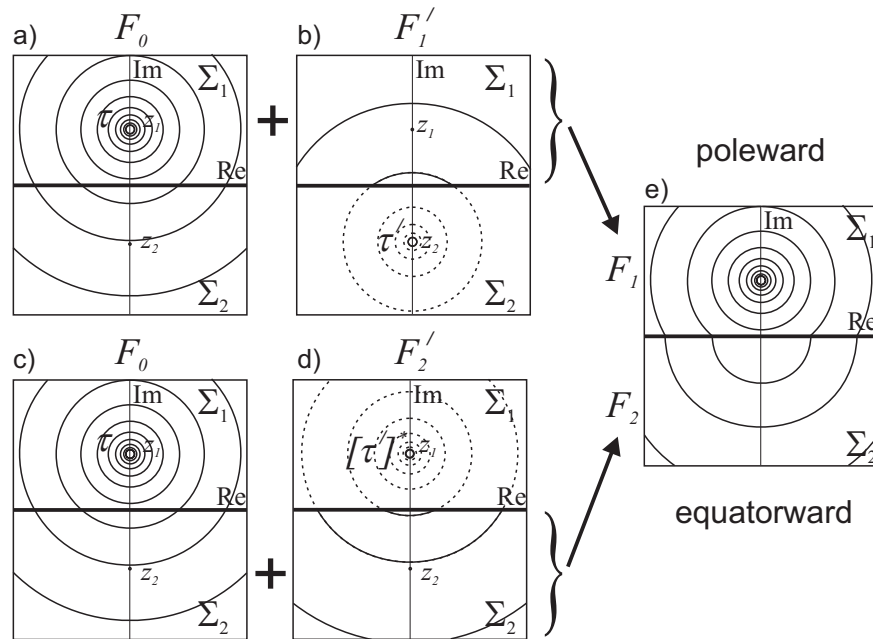 a)
F₀
Im
Σ₁
τ
z₁
Re
z₂
Σ₂
+
b)
F₁′
Im
Σ₁
z₁
Re
τ′
z₂
Σ₂
c)
F₀
Im
Σ₁
τ
z₁
Re
z₂
Σ₂
+
d)
F₂′
Im
Σ₁
[τ′]*
z₁
Re
z₂
Σ₂
poleward
e)
Im
Σ₁
F₁
Re
F₂
Σ₂
equatorward